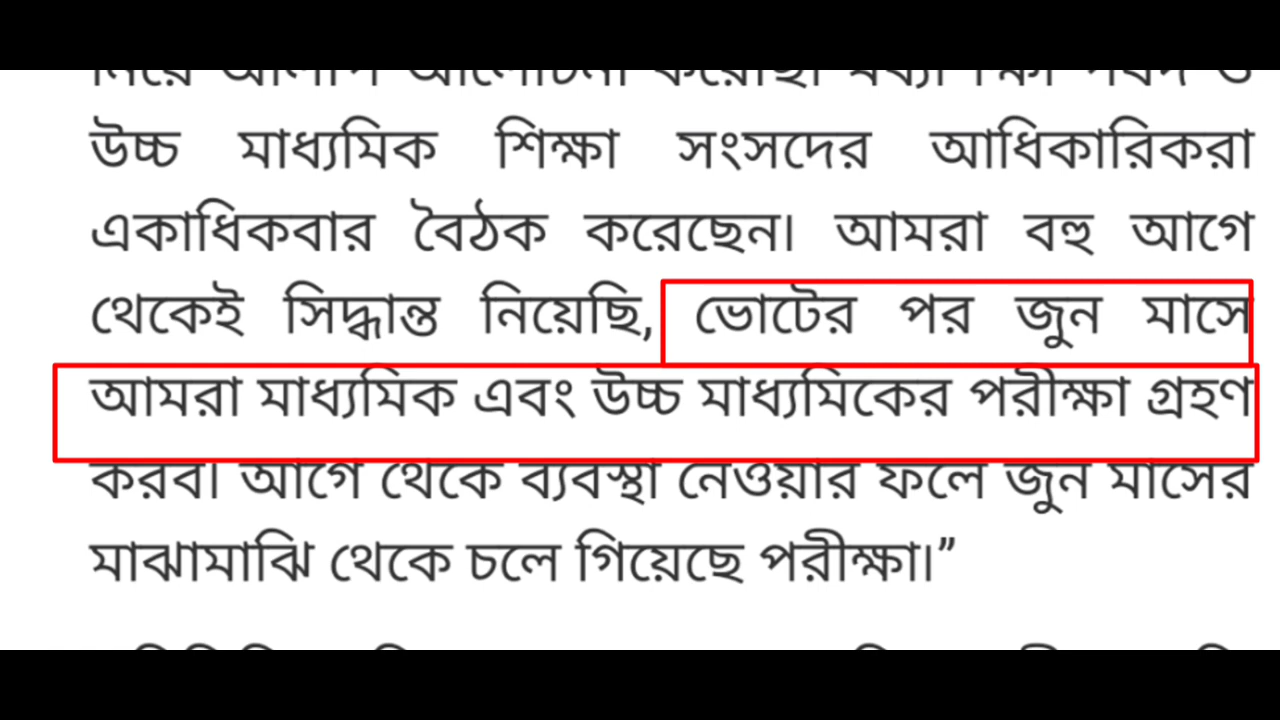 উচ্চ মাধ্যমিক শিক্ষা সংসদের আধিকারিকরা
একাধিকবার বৈঠক করেছেন। আমরা বহু আগে
থেকেই সিদ্ধান্ত নিয়েছি, ভোটের পর জুন মাসে
আমরা মাধ্যমিক এবং উচ্চ মাধ্যমিকের পরীক্ষা গ্রহণ
করব। আগে থেকে ব্যবস্থা নেওয়ার ফলে জুন মাসের
মাঝামাঝি থেকে চলে গিয়েছে পরীক্ষা।”